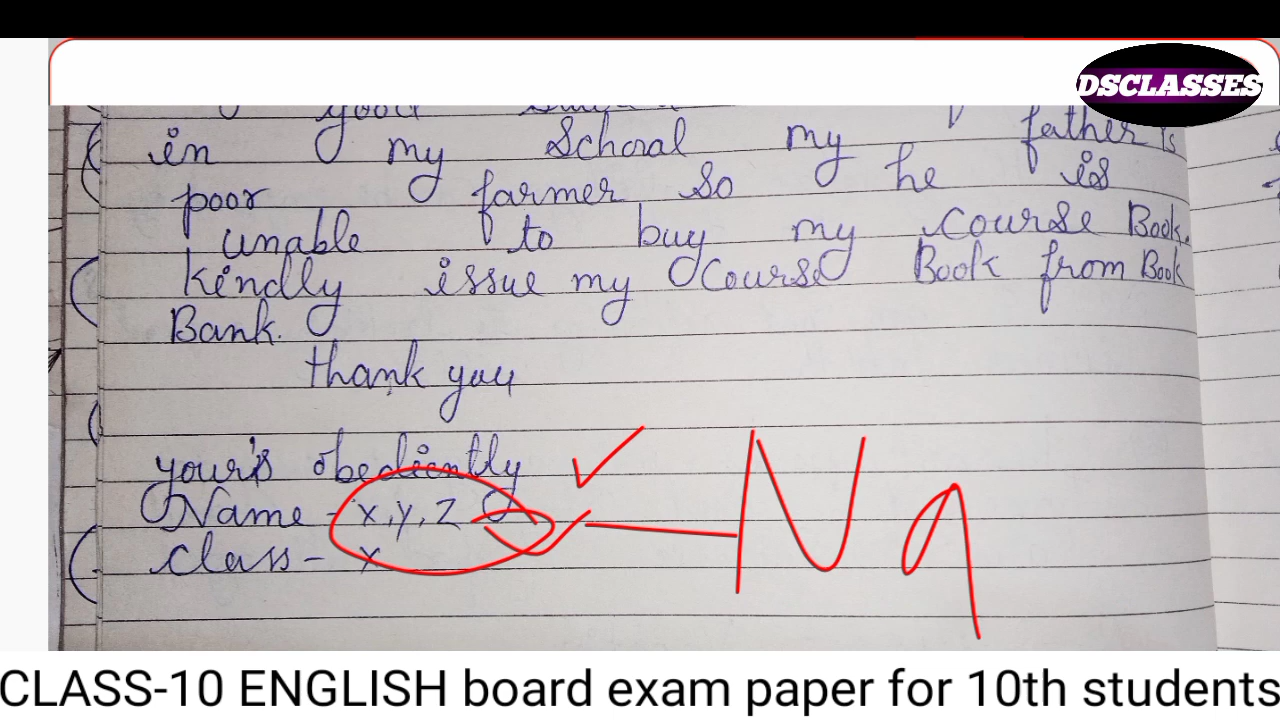 DSCLASSES
good
in my School my father is
poor farmer so he is
unable to buy my course Book.
kindly issue my Course Book from Book
Bank.
thank you
your's obediently
Name - x, y, z
Class - x
Na
CLASS-10 ENGLISH board exam paper for 10th students